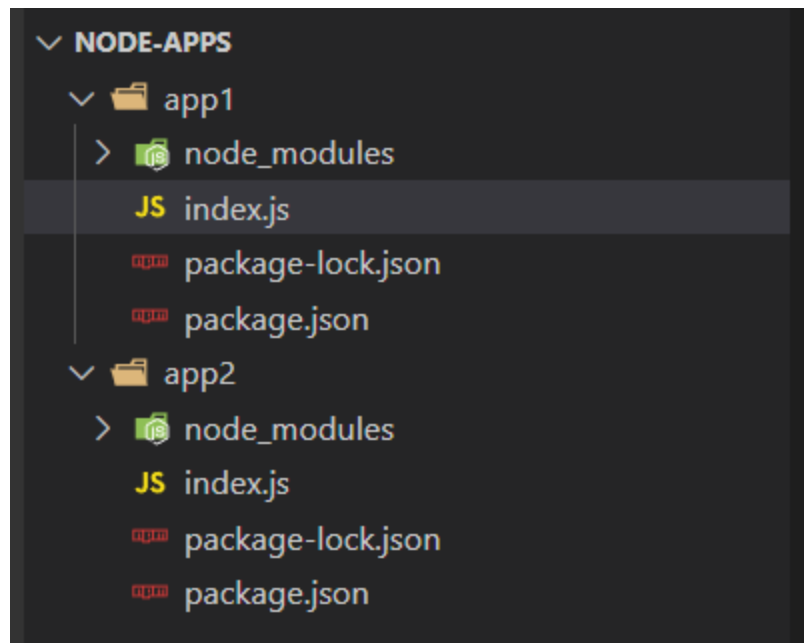 NODE-APPS
app1
node_modules
JS index.js
package-lock.json
package.json
app2
node_modules
JS index.js
package-lock.json
package.json